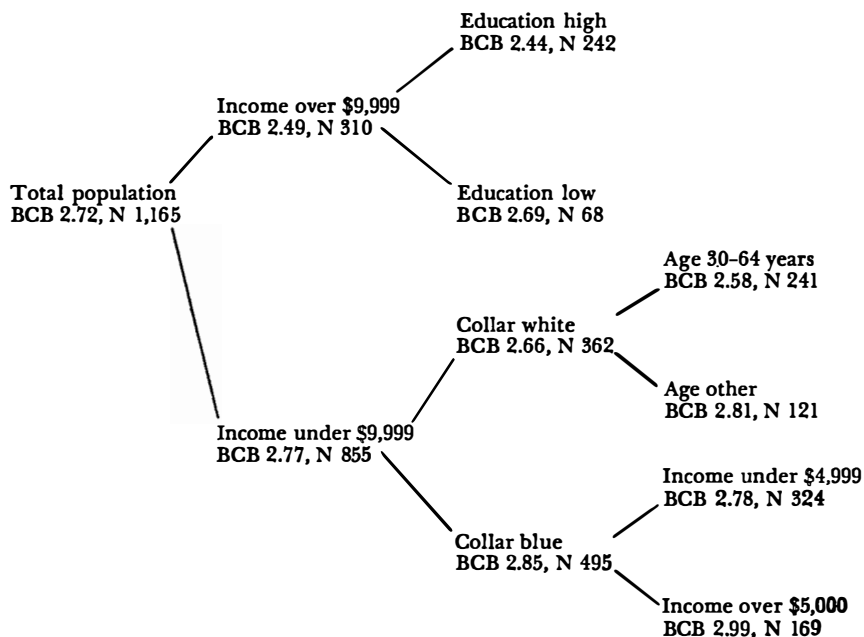 Education high
BCB 2.44, N 242
Income over $9,999
BCB 2.49, N 310
Total population
BCB 2.72, N 1,165
Education low
BCB 2.69, N 68
Age 30-64 years
BCB 2.58, N 241
Collar white
BCB 2.66, N 362
Age other
BCB 2.81, N 121
Income under $9,999
BCB 2.77, N 855
Income under $4,999
BCB 2.78, N 324
Collar blue
BCB 2.85, N 495
Income over $5,000
BCB 2.99, N 169